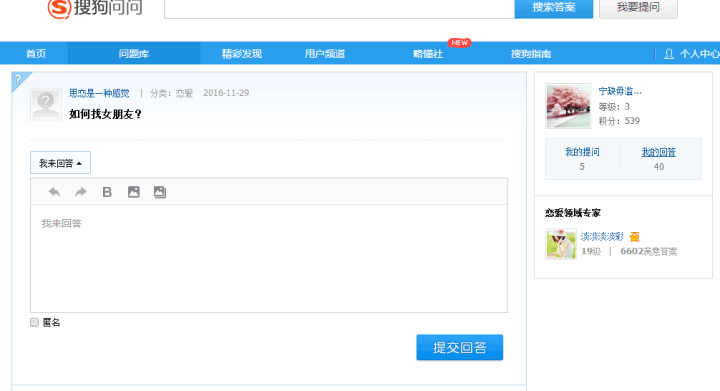 搜狗问问
搜索答案
我要提问
首页
问题库
精彩发现
用户频道
略懂社
NEW
搜狗指南
个人中心
?
思恋是一种感觉 | 分类：恋爱 2016-11-29
如何找女朋友？
我来回答
B
我来回答
匿名
提交回答
宁缺毋滥...
等级：3
积分：539
我的提问
5
我的回答
40
恋爱领域专家
淡淡淡淡彩
19级 | 6602满意答案